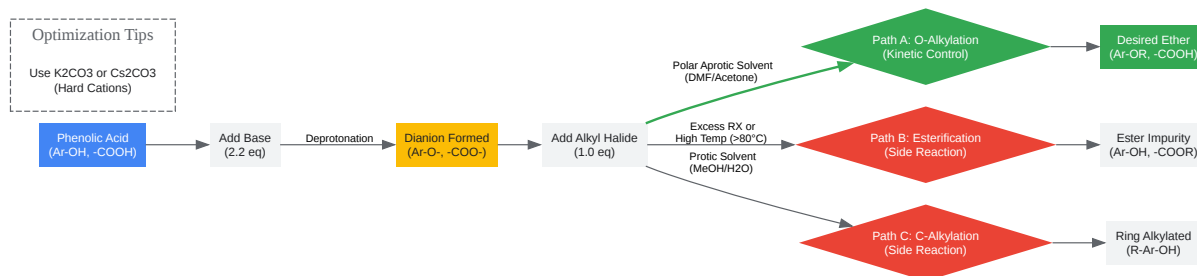 Optimization Tips
Use K2CO3 or Cs2CO3
(Hard Cations)
Phenolic Acid
(Ar-OH, -COOH)
Add Base
(2.2 eq)
Deprotonation
Dianion Formed
(Ar-O-, -COO-)
Add Alkyl Halide
(1.0 eq)
Polar Aprotic Solvent
(DMF/Acetone)
Path A: O-Alkylation
(Kinetic Control)
Desired Ether
(Ar-OR, -COOH)
Excess RX or
High Temp (>80°C)
Path B: Esterification
(Side Reaction)
Ester Impurity
(Ar-OH, -COOR)
Protic Solvent
(MeOH/H2O)
Path C: C-Alkylation
(Side Reaction)
Ring Alkylated
(R-Ar-OH)